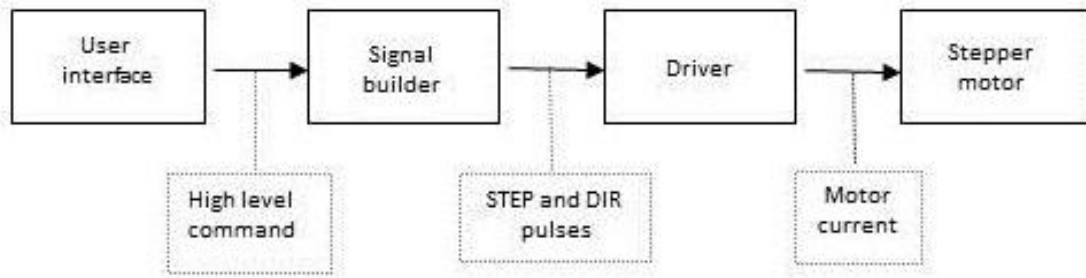 User
interface
Signal
builder
Driver
Stepper
motor
High level
command
STEP and DIR
pulses
Motor
current